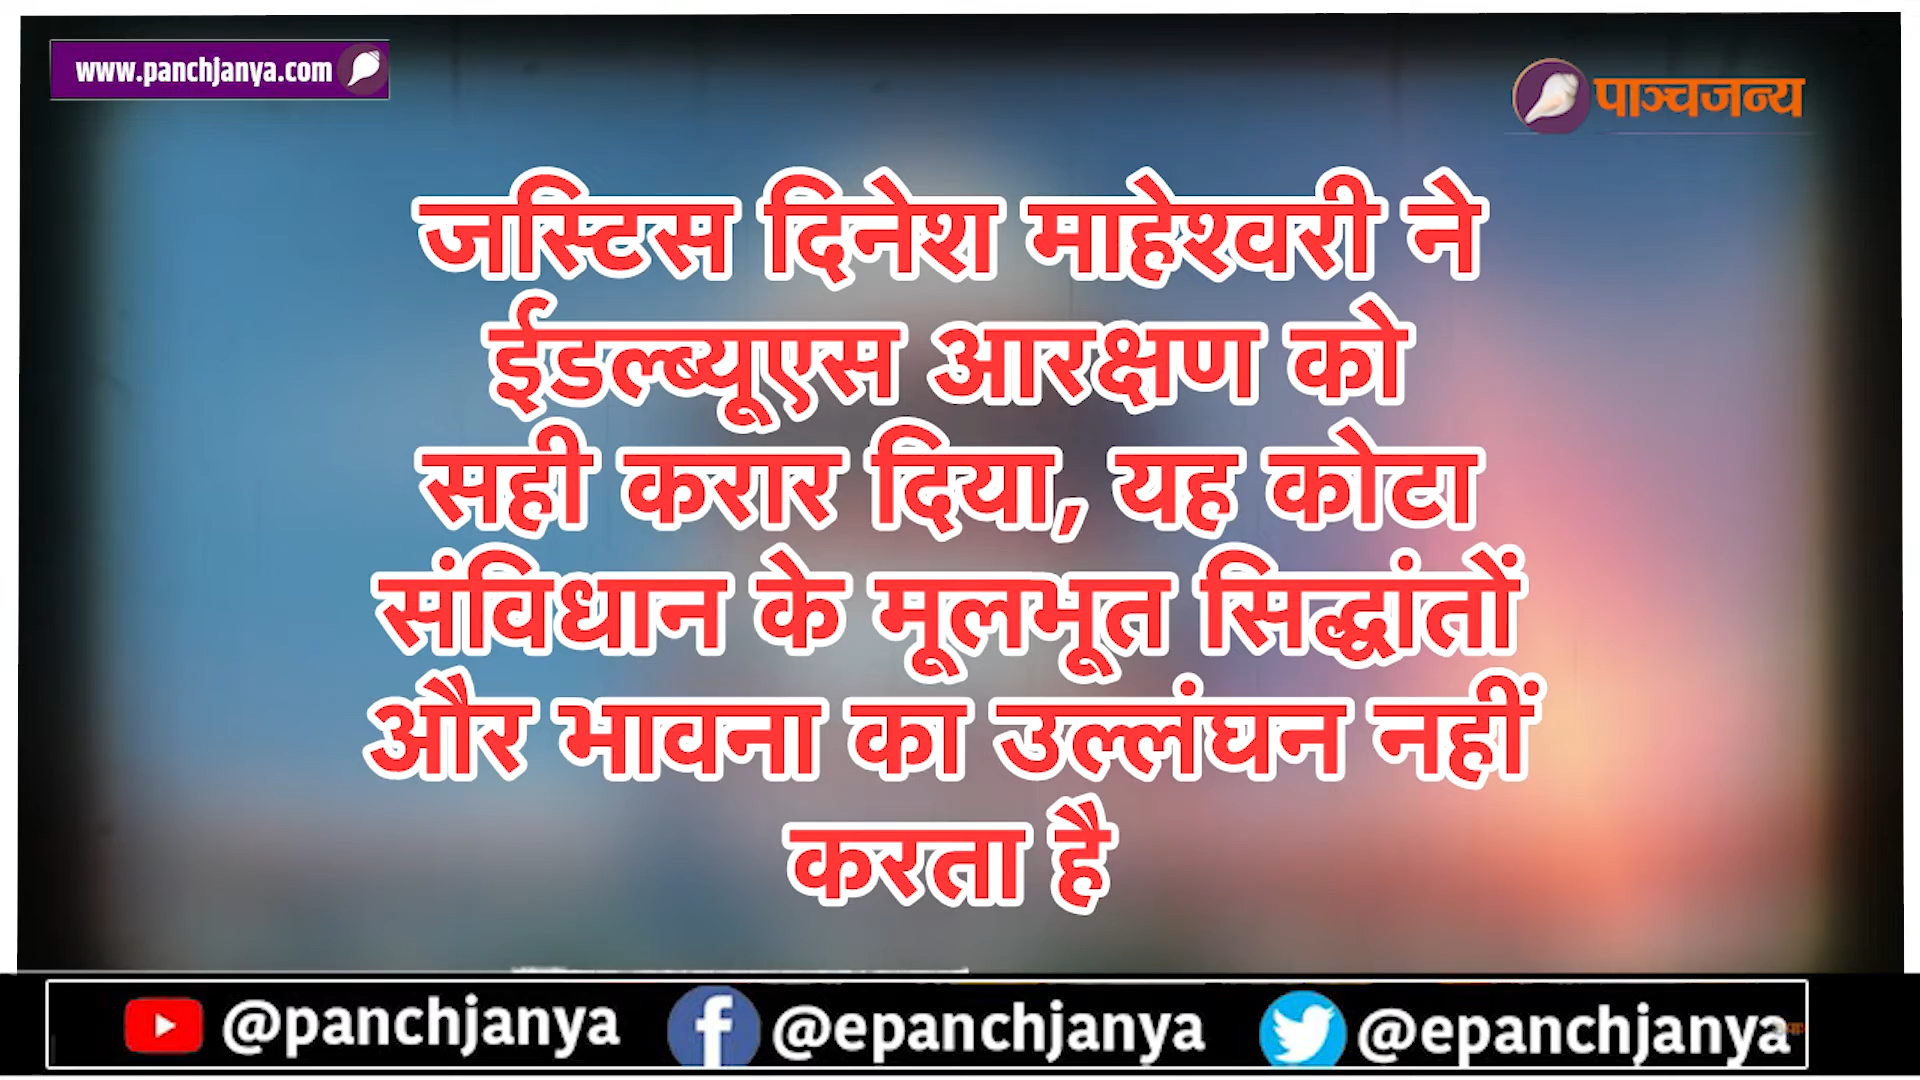 www.panchjanya.com
पाञ्चजन्य
जस्टिस दिनेश माहेश्वरी ने
ईडल्ब्यूएस आरक्षण को
सही करार दिया, यह कोटा
संविधान के मूलभूत सिद्धांतों
और भावना का उल्लंघन नहीं
करता है
@panchjanya @epanchjanya @epanchjanya